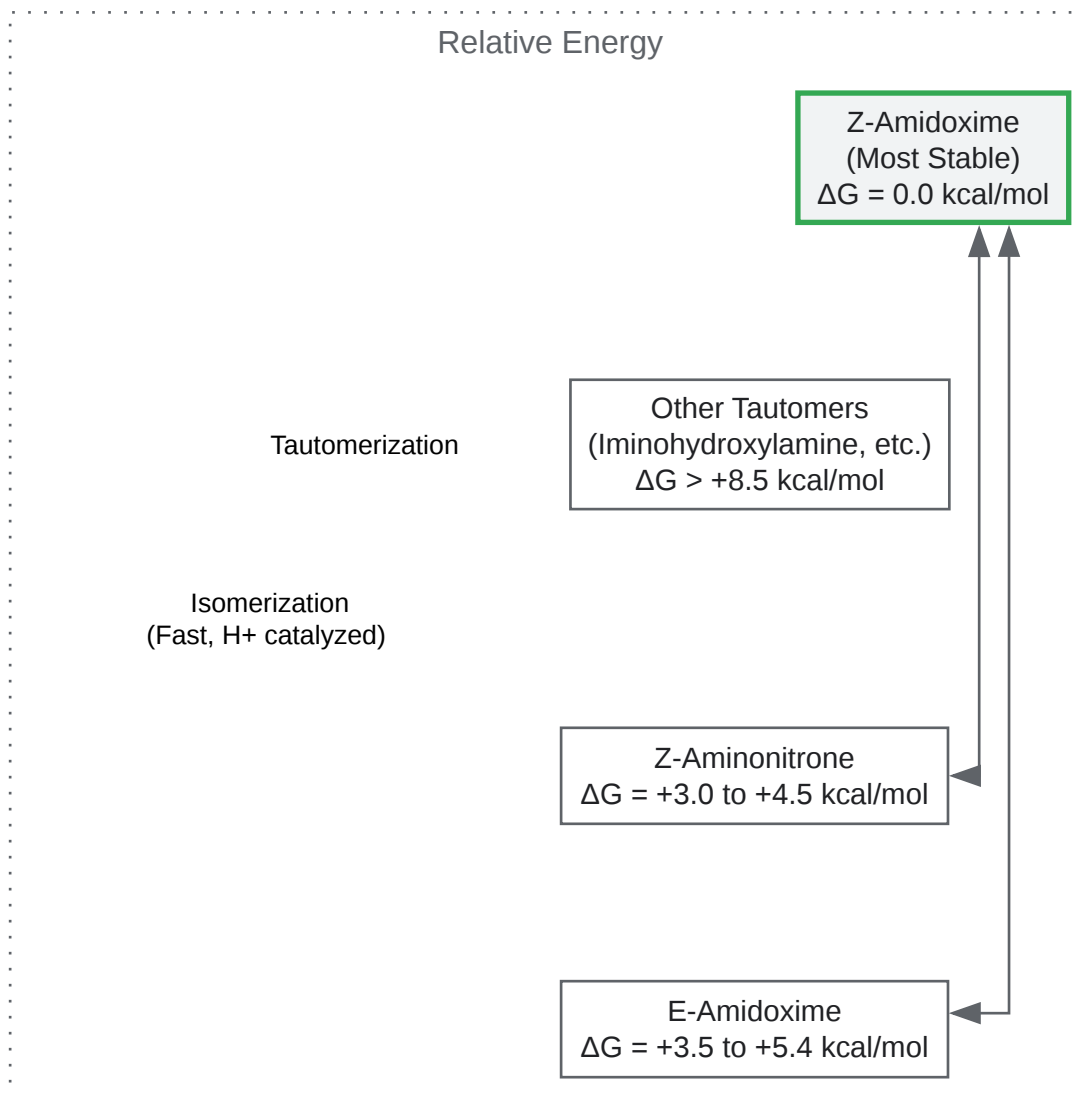 Relative Energy
Z-Amidoxime
(Most Stable)
ΔG = 0.0 kcal/mol
Other Tautomers
(Iminohydroxylamine, etc.)
ΔG > +8.5 kcal/mol
Tautomerization
Isomerization
(Fast, H+ catalyzed)
Z-Aminonitrone
ΔG = +3.0 to +4.5 kcal/mol
E-Amidoxime
ΔG = +3.5 to +5.4 kcal/mol